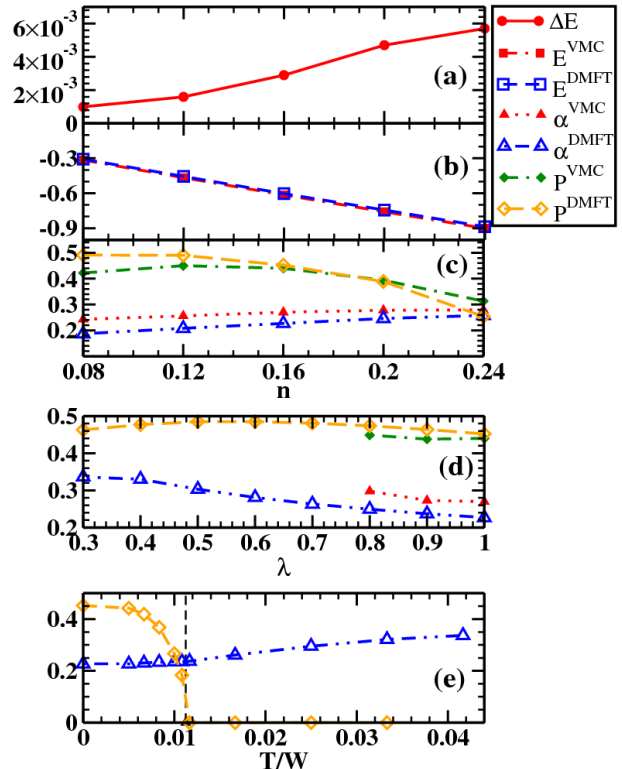 6×10⁻³
4×10⁻³
2×10⁻³
0
(a)
ΔE
E^VMC
E^DMFT
α^VMC
α^DMFT
P^VMC
P^DMFT
-0.3
-0.6
-0.9
(b)
0.5
0.4
0.3
0.2
(c)
0.08 0.12 0.16 0.2 0.24
n
0.5
0.4
0.3
0.2
(d)
0.3 0.4 0.5 0.6 0.7 0.8 0.9 1
λ
0.4
0.2
0
(e)
0 0.01 0.02 0.03 0.04
T/W